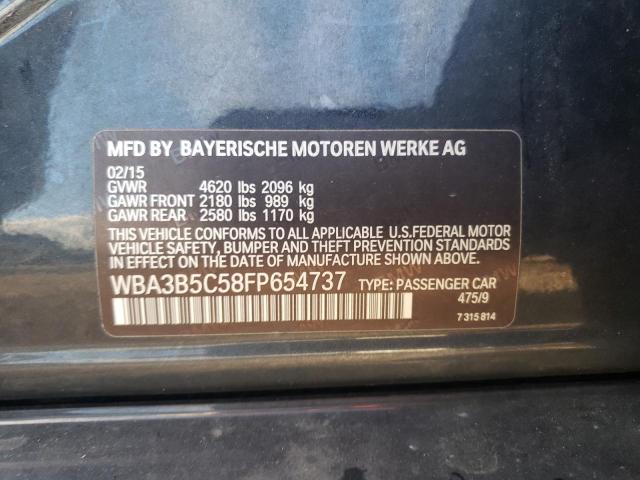 MFD BY BAYERISCHE MOTOREN WERKE AG
02/15
GVWR 4620 lbs 2096 kg
GAWR FRONT 2180 lbs 989 kg
GAWR REAR 2580 lbs 1170 kg
THIS VEHICLE CONFORMS TO ALL APPLICABLE U.S.FEDERAL MOTOR
VEHICLE SAFETY, BUMPER AND THEFT PREVENTION STANDARDS
IN EFFECT ON THE DATE OF MANUFACTURE SHOWN ABOVE.
WBA3B5C58FP654737 TYPE: PASSENGER CAR
475/9
7 315 814